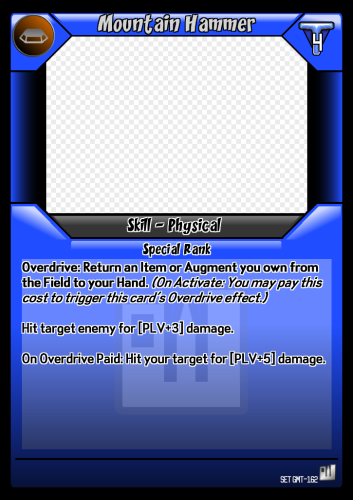 Mountain Hammer
4
Skill - Physical
Special Rank
Overdrive: Return an Item or Augment you own from
the Field to your Hand. (On Activate: You may pay this
cost to trigger this card's Overdrive effect.)
Hit target enemy for [PLV+3] damage.
On Overdrive Paid: Hit your target for [PLV+5] damage.
SET GMT-162